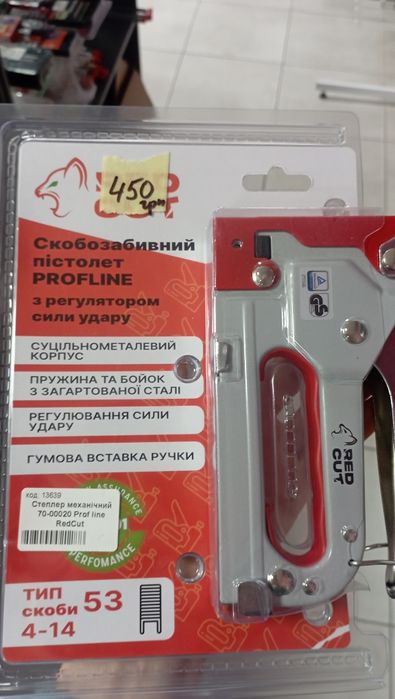 450
грн
Скобозабивний
пістолет
PROFLINE
з регулятором
сили удару
СУЦІЛЬНОМЕТАЛЕВИЙ
КОРПУС
ПРУЖИНА ТА БОЙОК
З ЗАГАРТОВАНОЇ СТАЛІ
РЕГУЛЮВАННЯ СИЛИ
УДАРУ
ГУМОВА ВСТАВКА РУЧКИ
код: 13639
Степлер механічний
70-00020 Prof line
RedCut
PERFOMANCE
ТИП
скоби 53
4-14
GS
RED
CUT